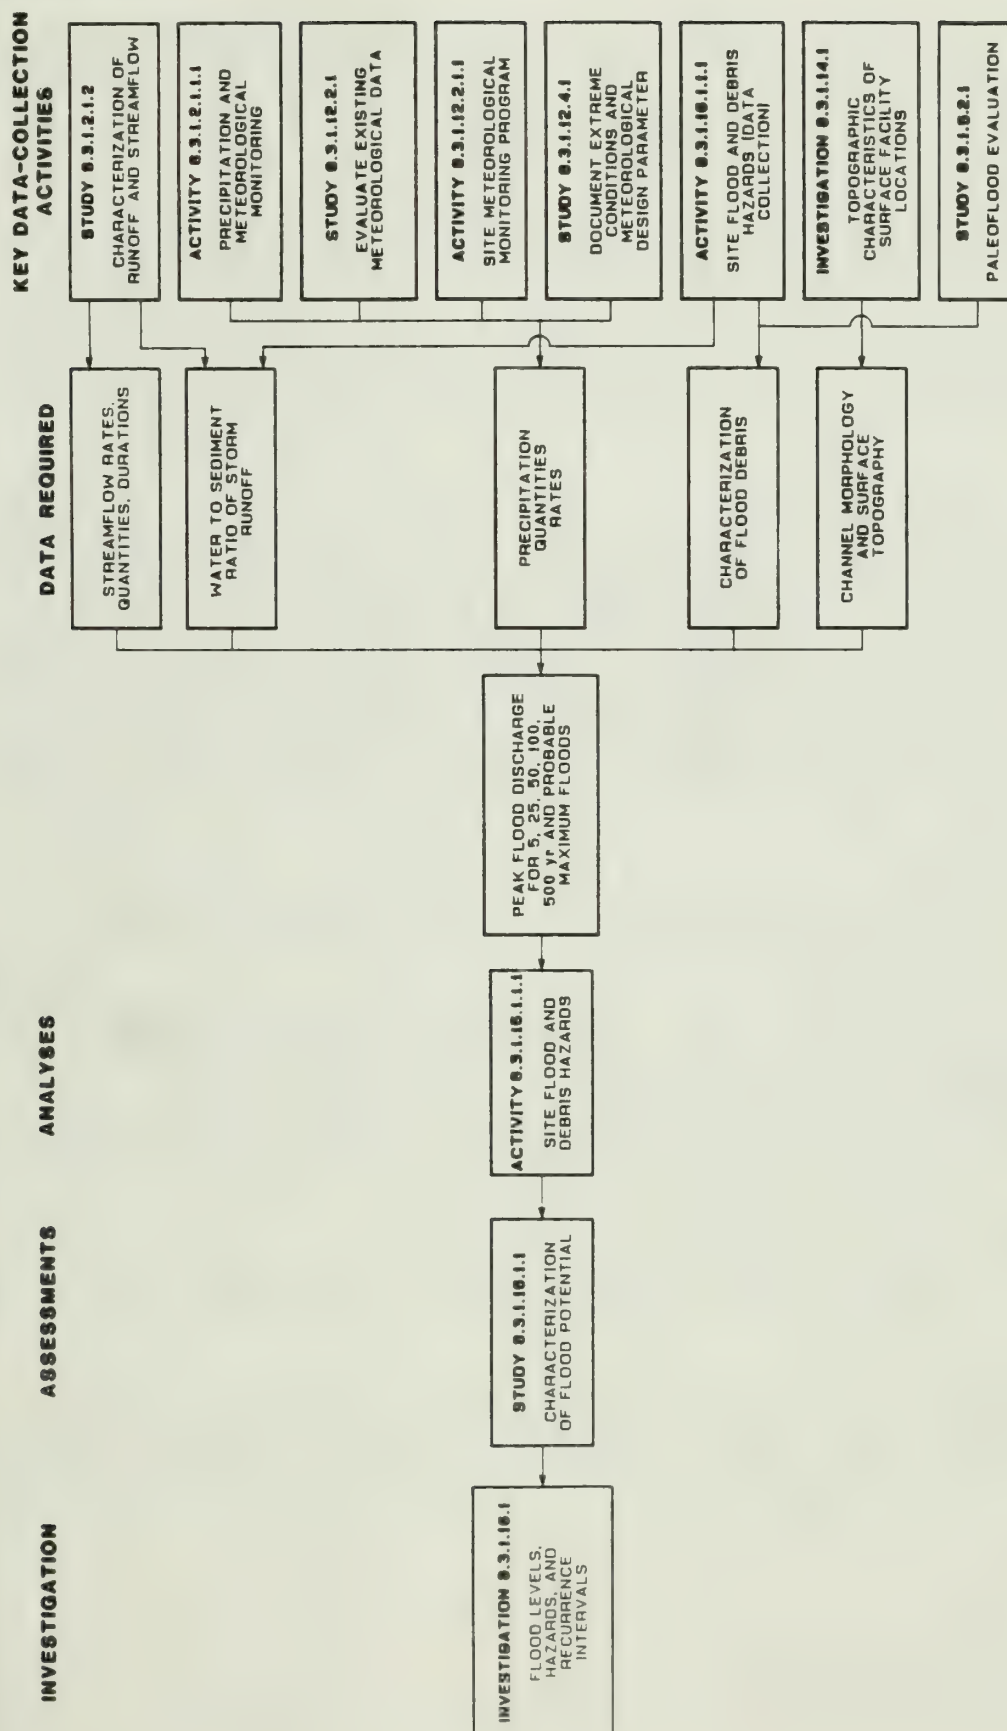 INVESTIGATION
ASSESSMENTS
ANALYSES
DATA REQUIRED
KEY DATA-COLLECTION
ACTIVITIES
INVESTIGATION 8.3.1.16.1
FLOOD LEVELS,
HAZARDS, AND
RECURRENCE
INTERVALS
STUDY 8.3.1.16.1.1
CHARACTERIZATION
OF FLOOD POTENTIAL
ACTIVITY 8.3.1.16.1.1.1
SITE FLOOD AND
DEBRIS HAZARDS
PEAK FLOOD DISCHARGE
FOR 5, 25, 50, 100,
500 yr AND PROBABLE
MAXIMUM FLOODS
STREAMFLOW RATES,
QUANTITIES, DURATIONS
WATER TO SEDIMENT
RATIO OF STORM
RUNOFF
PRECIPITATION
QUANTITIES
RATES
CHARACTERIZATION
OF FLOOD DEBRIS
CHANNEL MORPHOLOGY
AND SURFACE
TOPOGRAPHY
STUDY 8.3.1.2.1.2
CHARACTERIZATION OF
RUNOFF AND STREAMFLOW
ACTIVITY 8.3.1.2.1.1.1
PRECIPITATION AND
METEOROLOGICAL
MONITORING
STUDY 8.3.1.12.2.1
EVALUATE EXISTING
METEOROLOGICAL DATA
ACTIVITY 8.3.1.12.2.1.1
SITE METEOROLOGICAL
MONITORING PROGRAM
STUDY 8.3.1.12.4.1
DOCUMENT EXTREME
CONDITIONS AND
METEOROLOGICAL
DESIGN PARAMETER
ACTIVITY 8.3.1.16.1.1.1
SITE FLOOD AND DEBRIS
HAZARDS (DATA
COLLECTION)
INVESTIGATION 8.3.1.14.1
TOPOGRAPHIC
CHARACTERISTICS OF
SURFACE FACILITY
LOCATIONS
STUDY 8.3.1.5.2.1
PALEOFLOOD EVALUATION